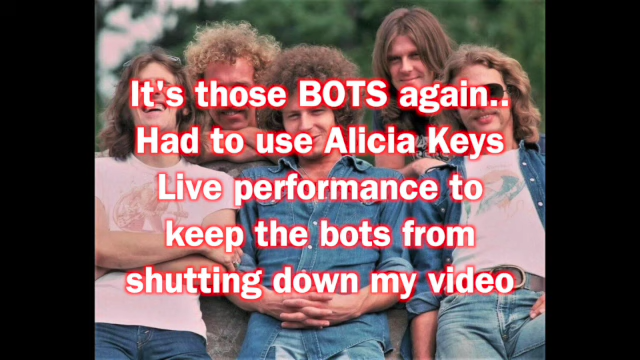 It's those BOTS again..
Had to use Alicia Keys
Live performance to
keep the bots from
shutting down my video